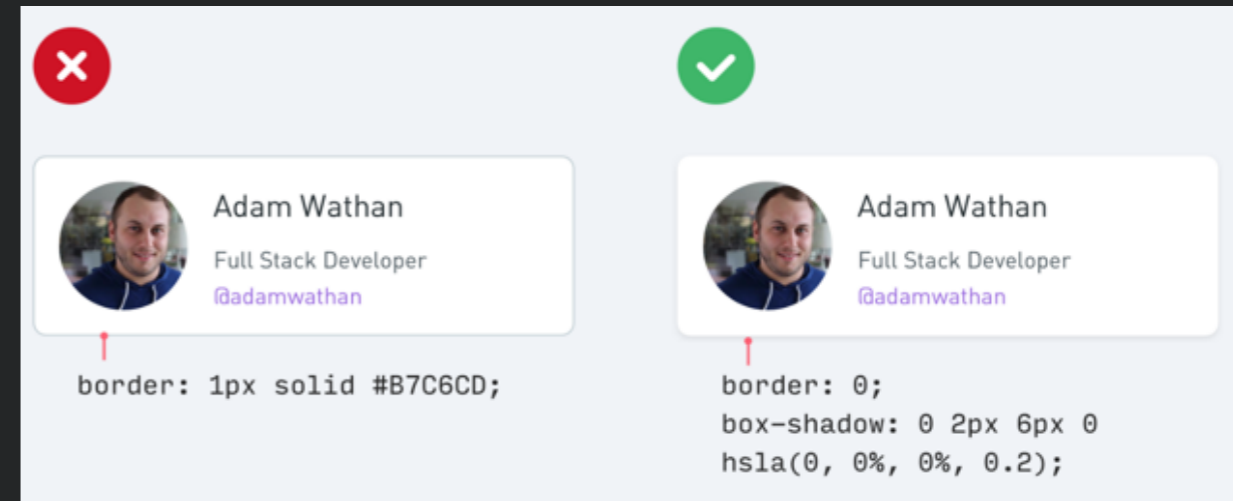 Adam Wathan
Full Stack Developer
@adamwathan
border: 1px solid #B7C6CD;
Adam Wathan
Full Stack Developer
@adamwathan
border: 0;
box-shadow: 0 2px 6px 0
hsla(0, 0%, 0%, 0.2);